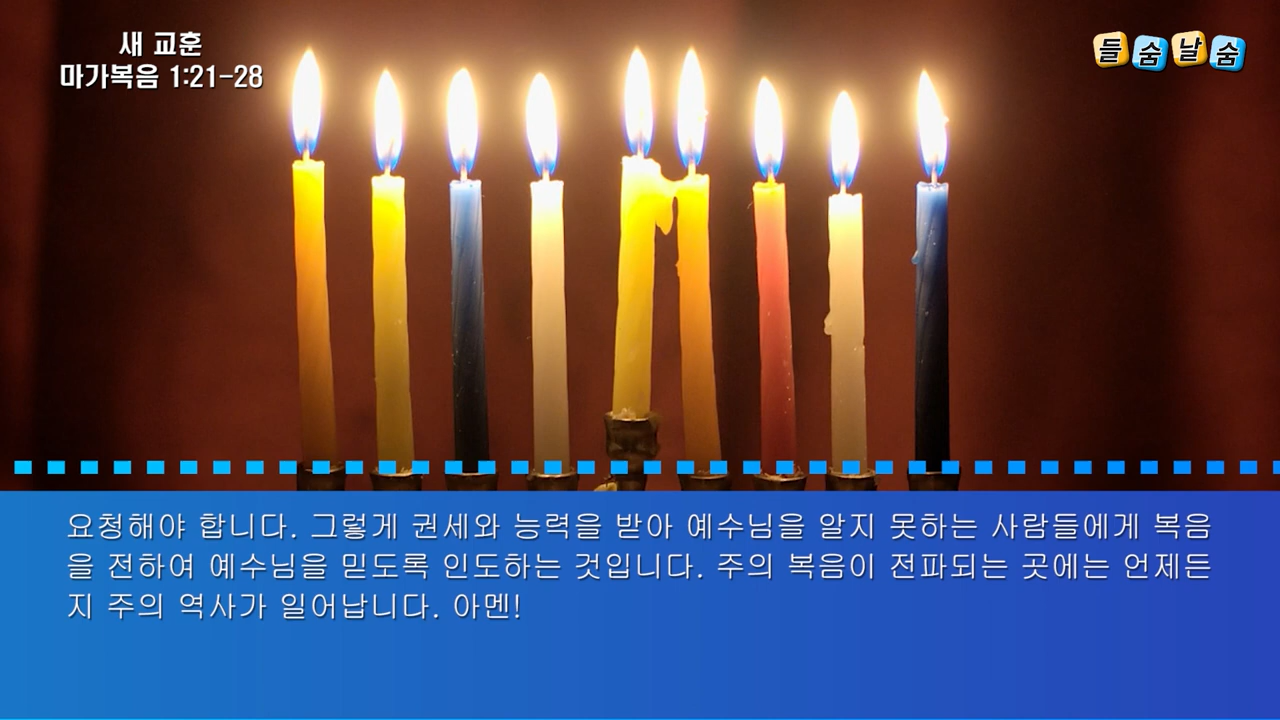 새 교훈
마가복음 1:21-28
들숨날숨
요청해야 합니다. 그렇게 권세와 능력을 받아 예수님을 알지 못하는 사람들에게 복음
을 전하여 예수님을 믿도록 인도하는 것입니다. 주의 복음이 전파되는 곳에는 언제든
지 주의 역사가 일어납니다. 아멘!